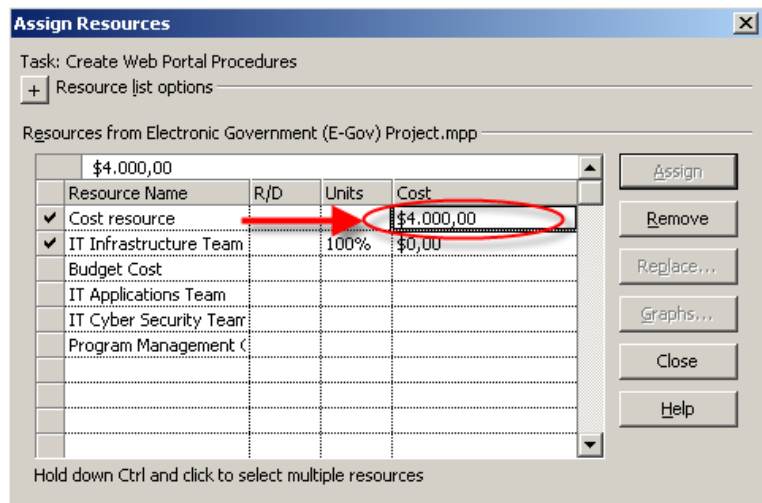 Assign Resources
Task: Create Web Portal Procedures
+ Resource list options
Resources from Electronic Government (E-Gov) Project.mpp
$4.000,00
Assign
Resource Name R/D Units Cost
Cost resource $4.000,00
Remove
IT Infrastructure Team 100% $0,00
Budget Cost
Replace...
IT Applications Team
IT Cyber Security Team
Graphs...
Program Management (
Close
Help
Hold down Ctrl and click to select multiple resources